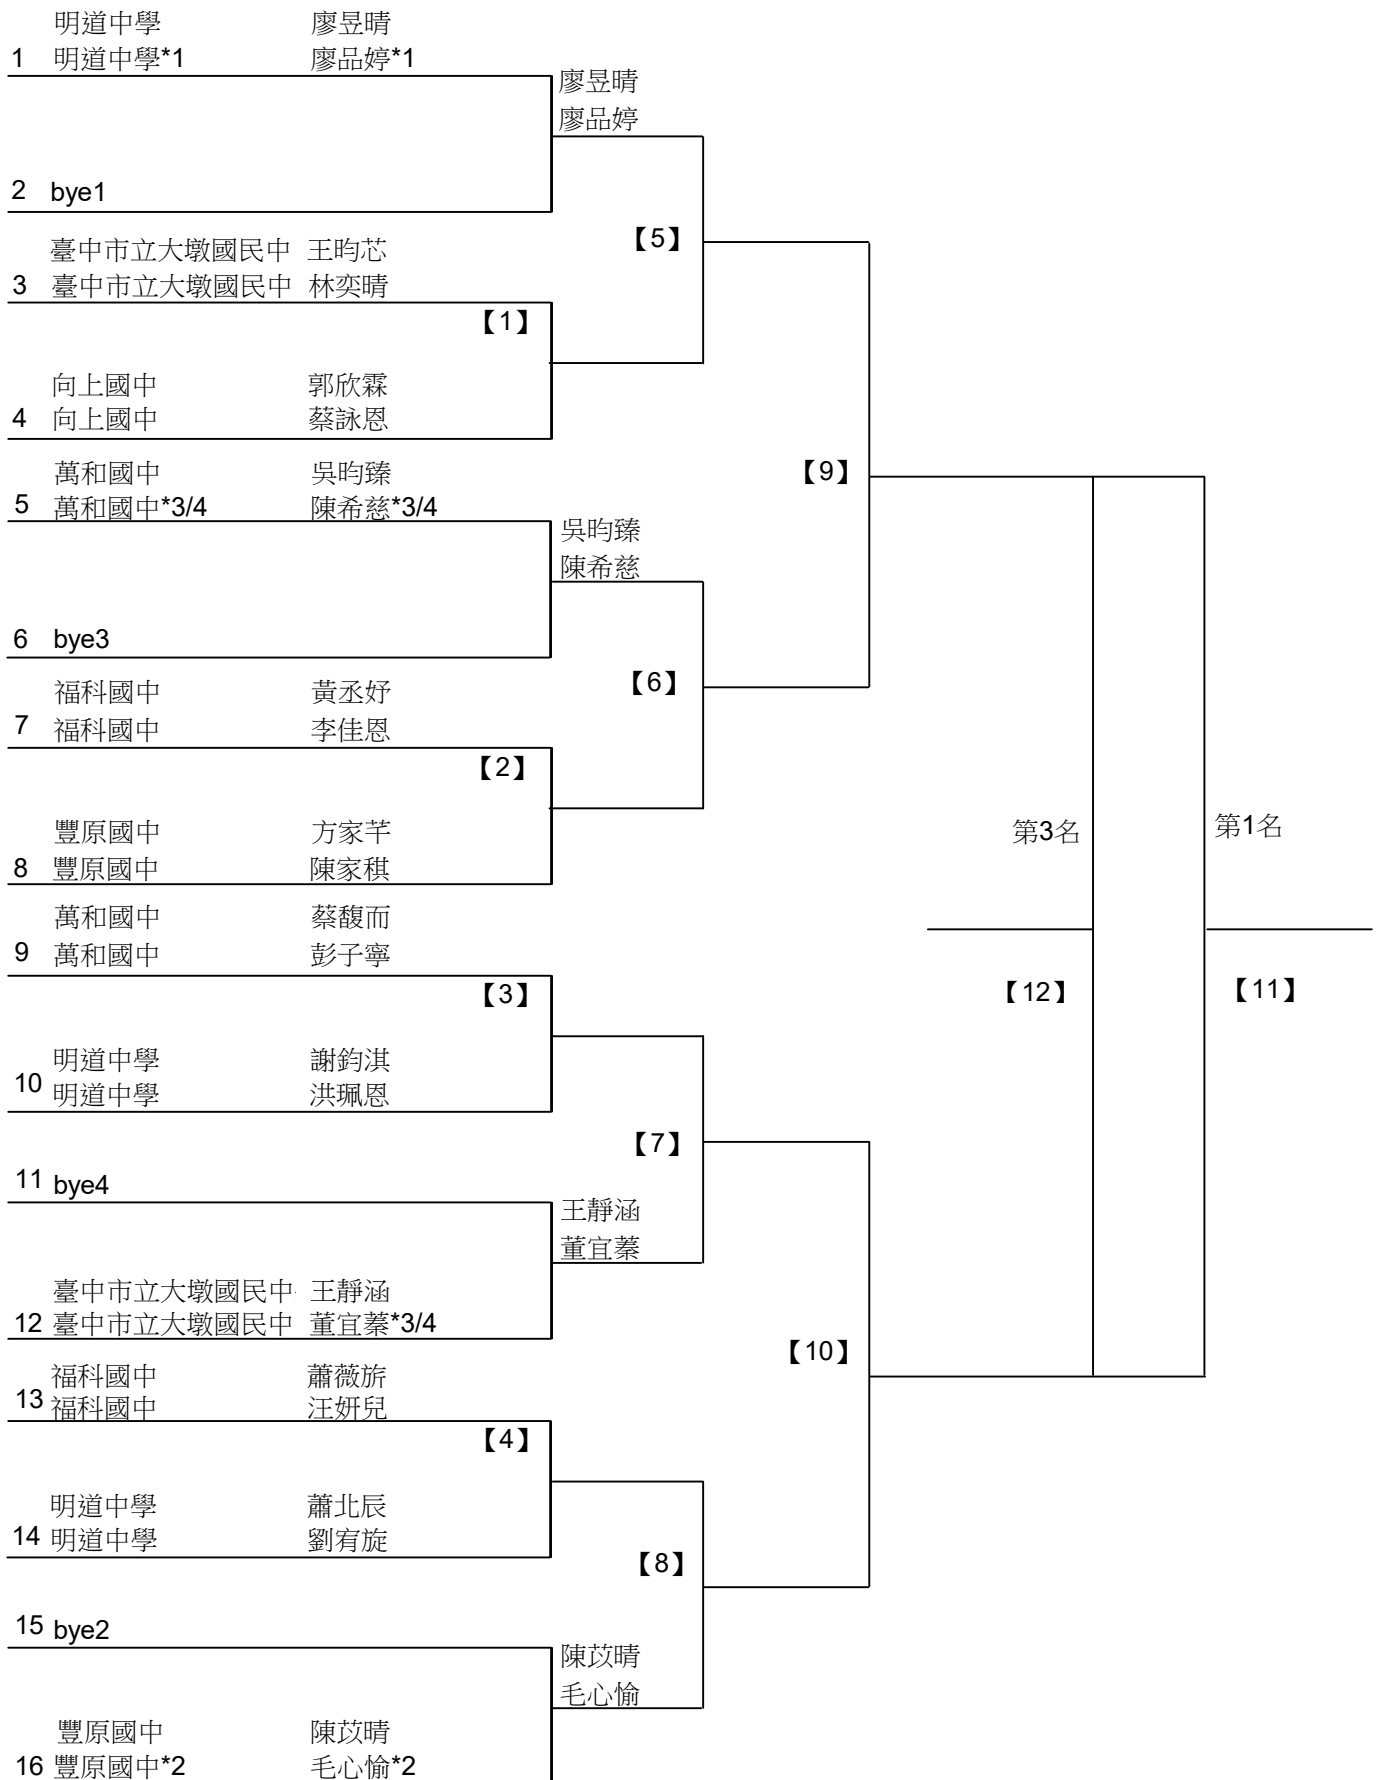 明道中學 廖昱晴
1 明道中學*1 廖品婷*1
廖昱晴
廖品婷
2 bye1
【5】
臺中市立大墩國民中 王昀芯
3 臺中市立大墩國民中 林奕晴
【1】
向上國中 郭欣霖
4 向上國中 蔡詠恩
【9】
萬和國中 吳昀臻
5 萬和國中*3/4 陳希慈*3/4
吳昀臻
陳希慈
6 bye3
【6】
福科國中 黃丞妤
7 福科國中 李佳恩
【2】
豐原國中 方家芊
8 豐原國中 陳家稘
第3名 第1名
萬和國中 蔡馥而
9 萬和國中 彭子寧
【3】
【12】 【11】
明道中學 謝鈞淇
10 明道中學 洪珮恩
【7】
11 bye4
王靜涵
董宜蓁
臺中市立大墩國民中 王靜涵
12 臺中市立大墩國民中 董宜蓁*3/4
【10】
福科國中 蕭薇旂
13 福科國中 汪妍兒
【4】
明道中學 蕭北辰
14 明道中學 劉宥旋
【8】
15 bye2
陳苡晴
毛心愉
豐原國中 陳苡晴
16 豐原國中*2 毛心愉*2